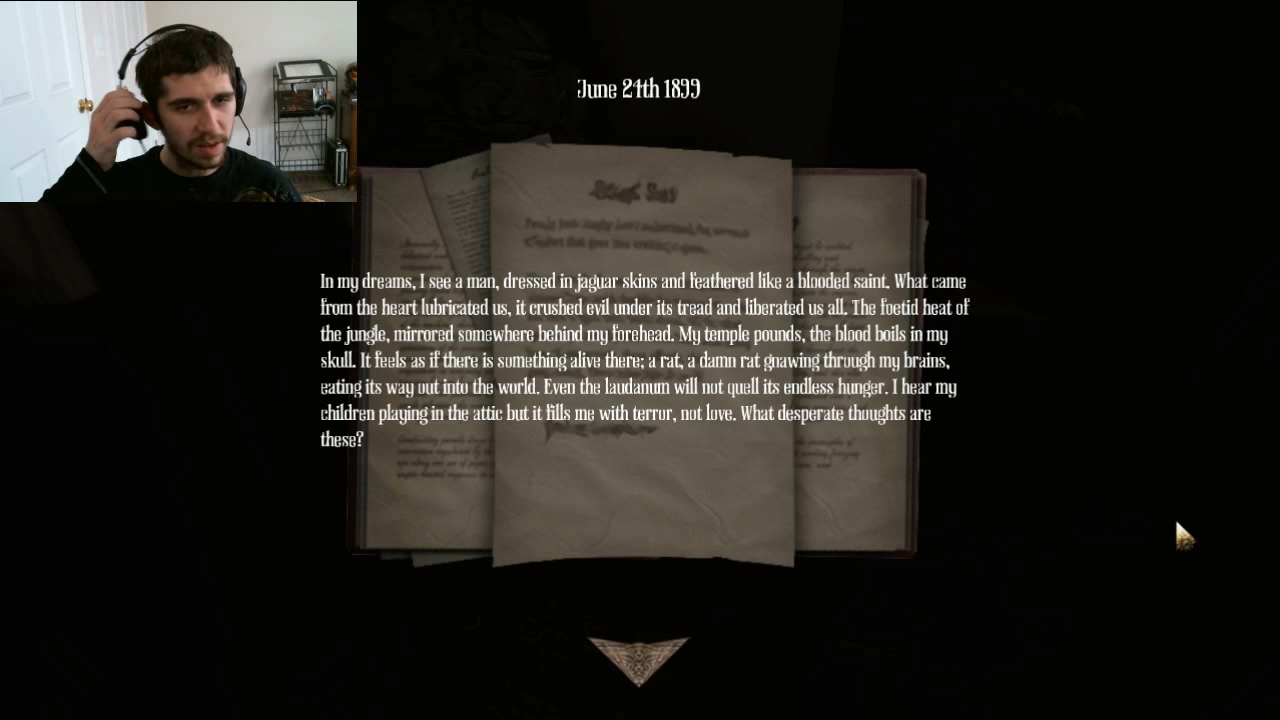 June 24th 1899
In my dreams, I see a man, dressed in jaguar skins and feathered like a blooded saint. What came
from the heart lubricated us, it crushed evil under its tread and liberated us all. The foetid heat of
the jungle, mirrored somewhere behind my forehead. My temple pounds, the blood boils in my
skull. It feels as if there is something alive there; a rat, a damn rat gnawing through my brains,
eating its way out into the world. Even the laudanum will not quell its endless hunger. I hear my
children playing in the attic but it fills me with terror, not love. What desperate thoughts are
these?